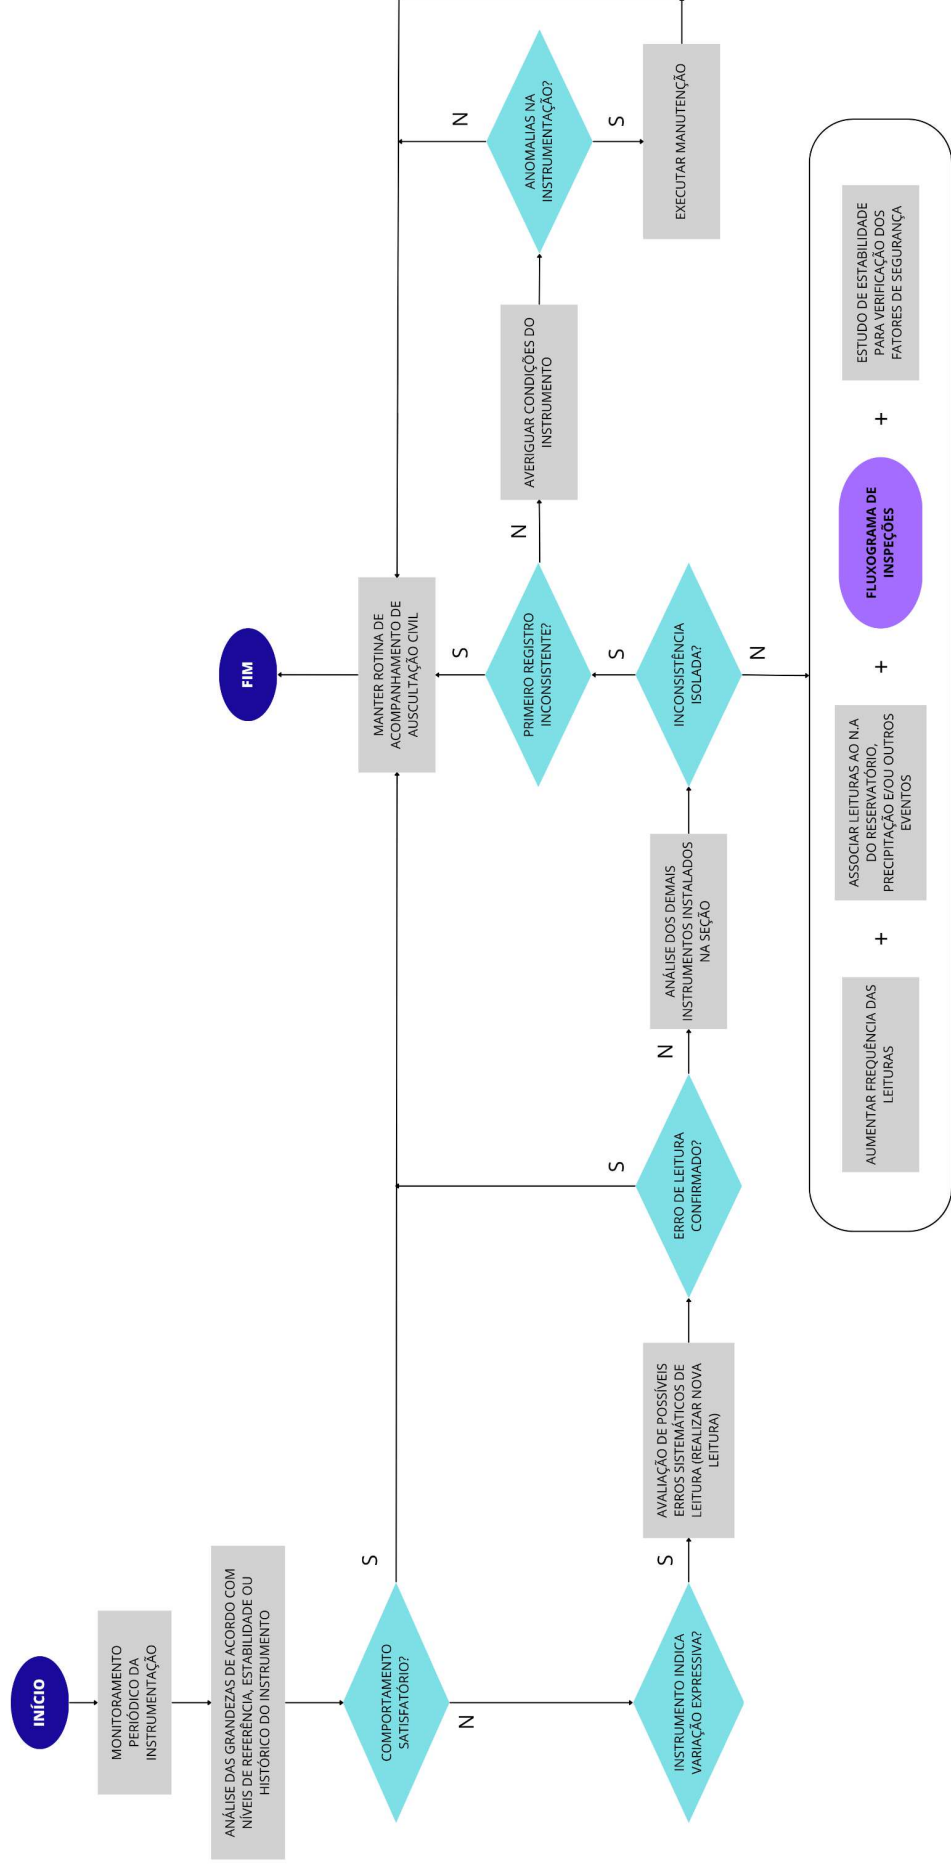 INÍCIO
MONITORAMENTO
PERIÓDICO DA
INSTRUMENTAÇÃO
ANÁLISE DAS GRANDEZAS DE ACORDO COM
NÍVEIS DE REFERÊNCIA, ESTABILIDADE OU
HISTÓRICO DO INSTRUMENTO
COMPORTAMENTO
SATISFATÓRIO?
S
N
INSTRUMENTO INDICA
VARIAÇÃO EXPRESSIVA?
S
AVALIAÇÃO DE POSSÍVEIS
ERROS SISTEMÁTICOS DE
LEITURA (REALIZAR NOVA
LEITURA)
ERRO DE LEITURA
CONFIRMADO?
S
N
ANÁLISE DOS DEMAIS
INSTRUMENTOS INSTALADOS
NA SEÇÃO
INCONSISTÊNCIA
ISOLADA?
S
N
PRIMEIRO REGISTRO
INCONSISTENTE?
S
N
MANTER ROTINA DE
ACOMPANHAMENTO DE
AUSCULTAÇÃO CIVIL
FIM
AVERIGUAR CONDIÇÕES DO
INSTRUMENTO
ANOMALIAS NA
INSTRUMENTAÇÃO?
N
S
EXECUTAR MANUTENÇÃO
AUMENTAR FREQUÊNCIA DAS
LEITURAS
+
ASSOCIAR LEITURAS AO N.A
DO RESERVATÓRIO,
PRECIPITAÇÃO E/OU OUTROS
EVENTOS
+
FLUXOGRAMA DE
INSPEÇÕES
+
ESTUDO DE ESTABILIDADE
PARA VERIFICAÇÃO DOS
FATORES DE SEGURANÇA